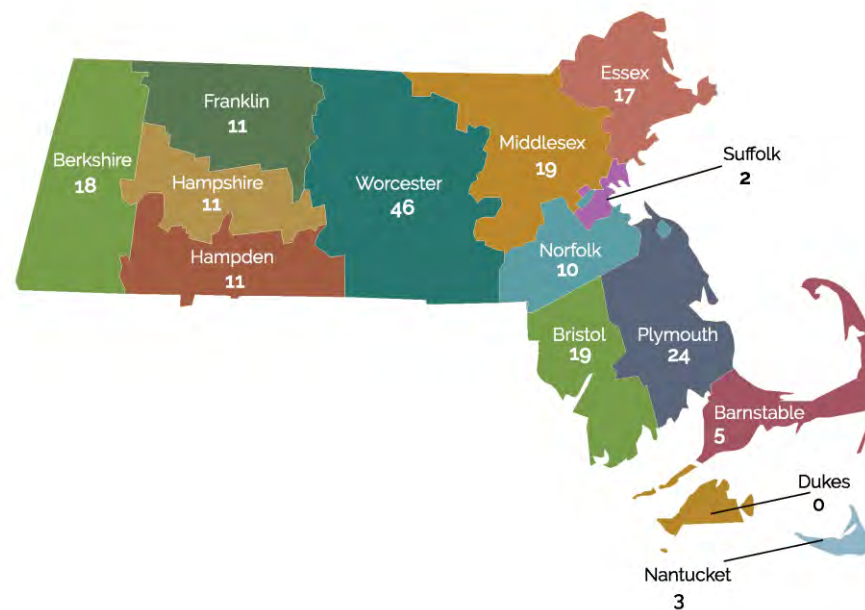 Essex
17
Franklin
11
Middlesex
19
Suffolk
2
Berkshire
18
Hampshire
11
Worcester
46
Norfolk
10
Hampden
11
Bristol
19
Plymouth
24
Barnstable
5
Dukes
0
Nantucket
3